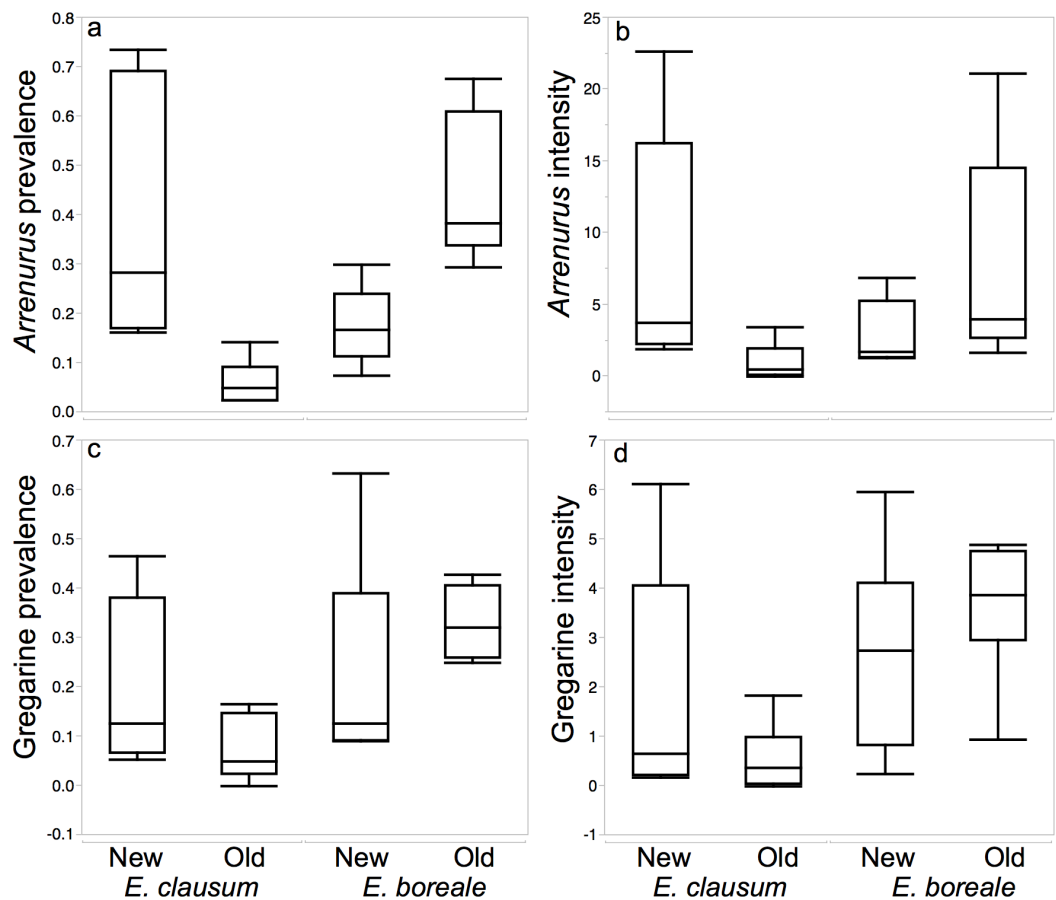 a
Arrenurus prevalence
0.8
0.7
0.6
0.5
0.4
0.3
0.2
0.1
0.0
b
Arrenurus intensity
25
20
15
10
5
0
c
Gregarine prevalence
0.7
0.6
0.5
0.4
0.3
0.2
0.1
0.0
-0.1
d
Gregarine intensity
7
6
5
4
3
2
1
0
-1
New Old New Old
E. clausum E. boreale
New Old New Old
E. clausum E. boreale